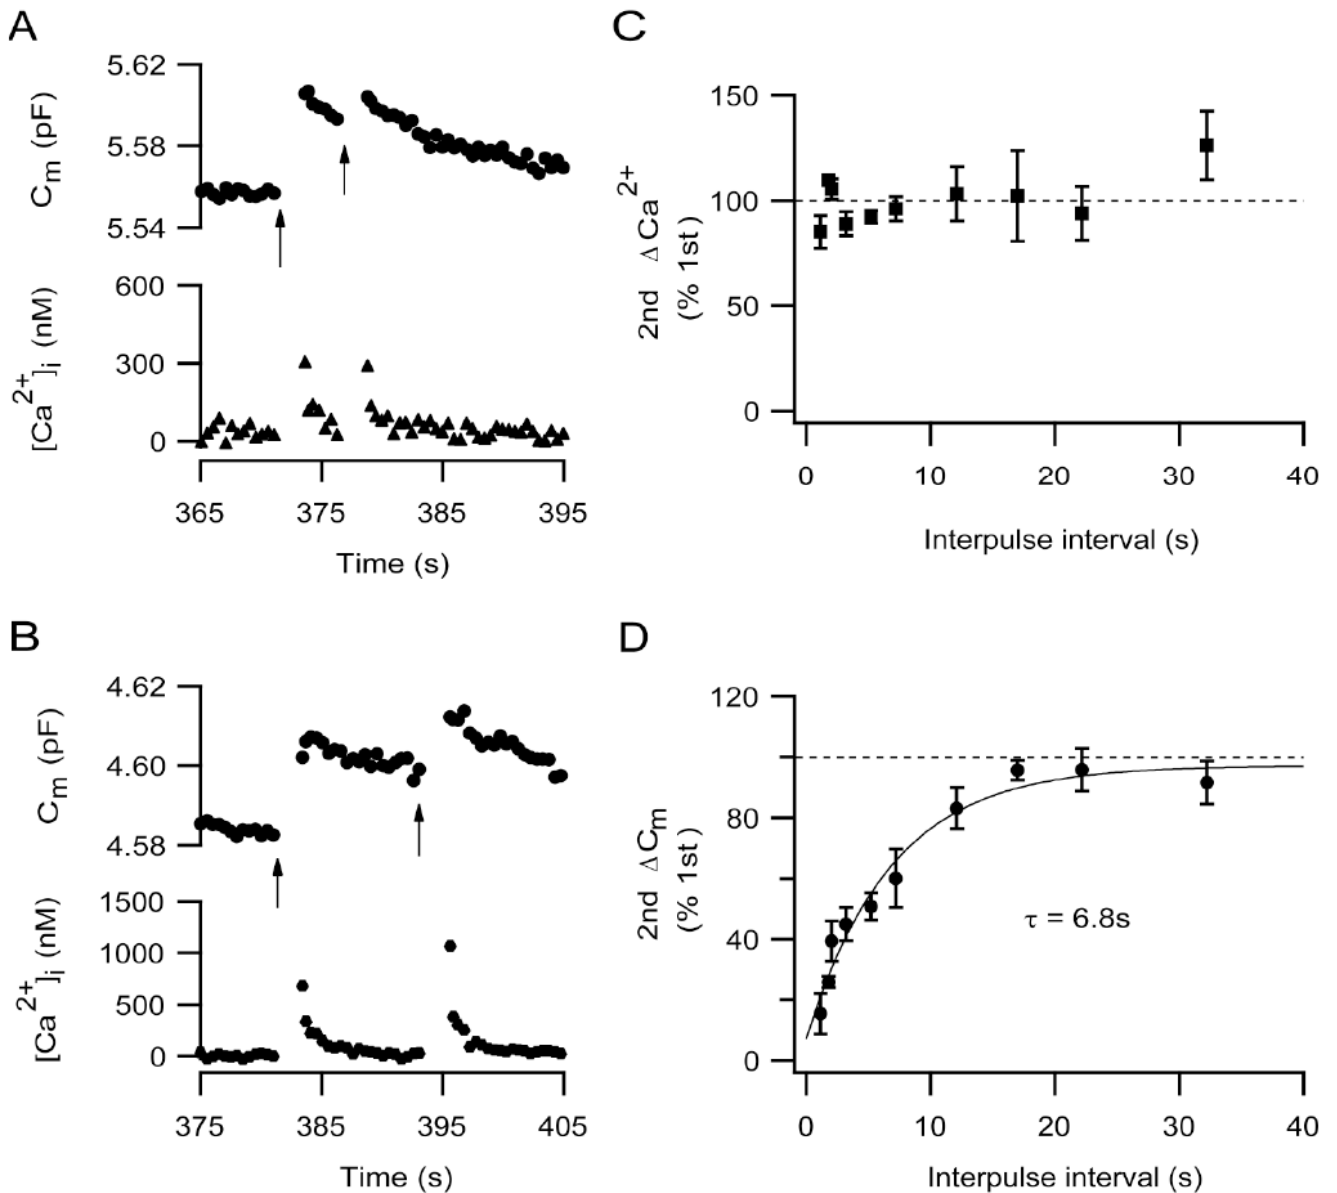 A
5.62
5.58
5.54
Cm (pF)
600
300
0
[Ca2+]i (nM)
365 375 385 395
Time (s)
C
150
100
50
0
2nd ΔCa2+
(% 1st)
0 10 20 30 40
Interpulse interval (s)
B
4.62
4.60
4.58
Cm (pF)
1500
1000
500
0
[Ca2+]i (nM)
375 385 395 405
Time (s)
D
120
80
40
0
2nd ΔCm
(% 1st)
τ = 6.8s
0 10 20 30 40
Interpulse interval (s)